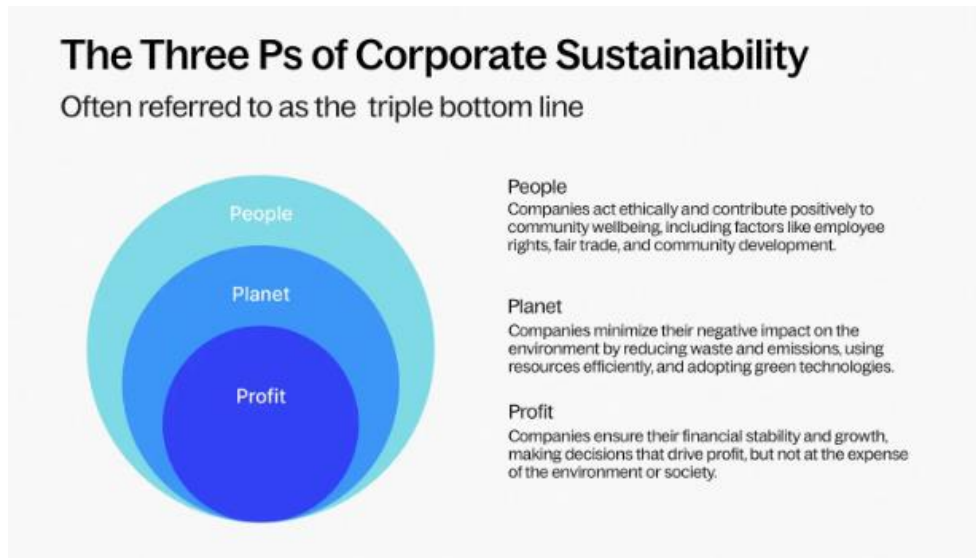 The Three Ps of Corporate Sustainability
Often referred to as the triple bottom line
People
Planet
Profit
People
Companies act ethically and contribute positively to
community wellbeing, including factors like employee
rights, fair trade, and community development.
Planet
Companies minimize their negative impact on the
environment by reducing waste and emissions, using
resources efficiently, and adopting green technologies.
Profit
Companies ensure their financial stability and growth,
making decisions that drive profit, but not at the expense
of the environment or society.